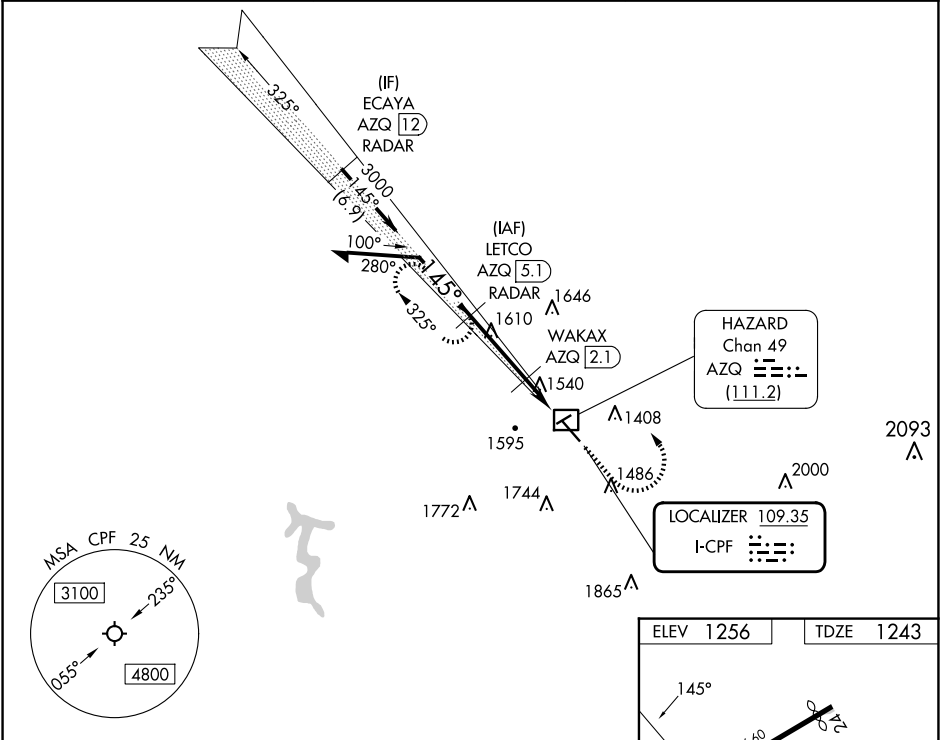 325°
(IF)
ECAYA
AZQ 12
RADAR
3000
145°
(6.9)
100°
280°
145°
325°
(IAF)
LETCO
AZQ 5.1
RADAR
1646
1610
WAKAX
AZQ 2.1
1540
HAZARD
Chan 49
AZQ
(111.2)
1408
1595
2093
1486
2000
1772
1744
LOCALIZER 109.35
I-CPF
1865
MSA CPF 25 NM
3100
235°
055°
4800
ELEV 1256
TDZE 1243
145°
24